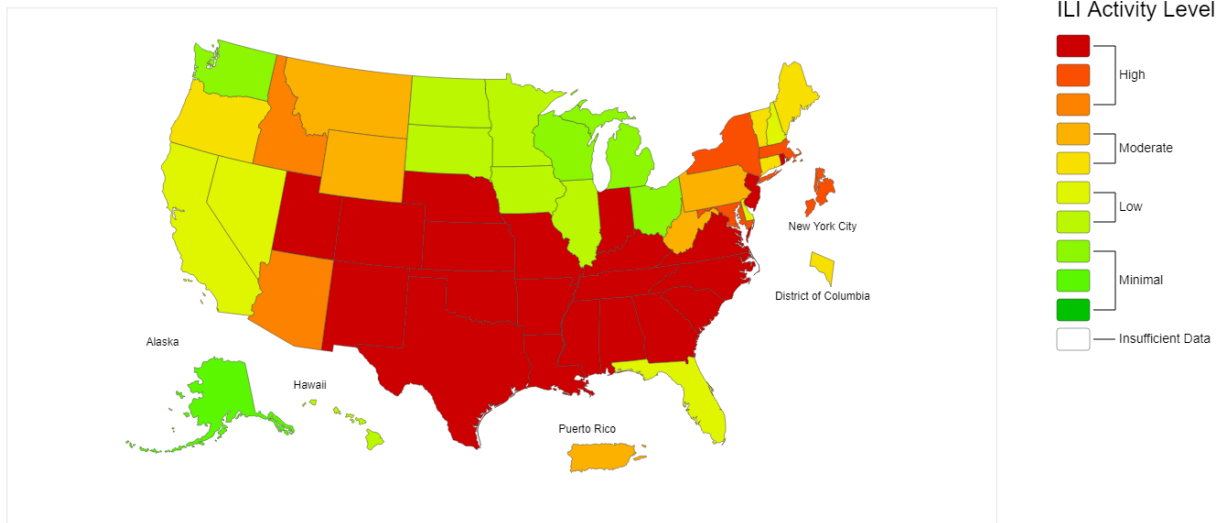 ILI Activity Level
High
Moderate
Low
Minimal
Insufficient Data
New York City
District of Columbia
Alaska
Hawaii
Puerto Rico